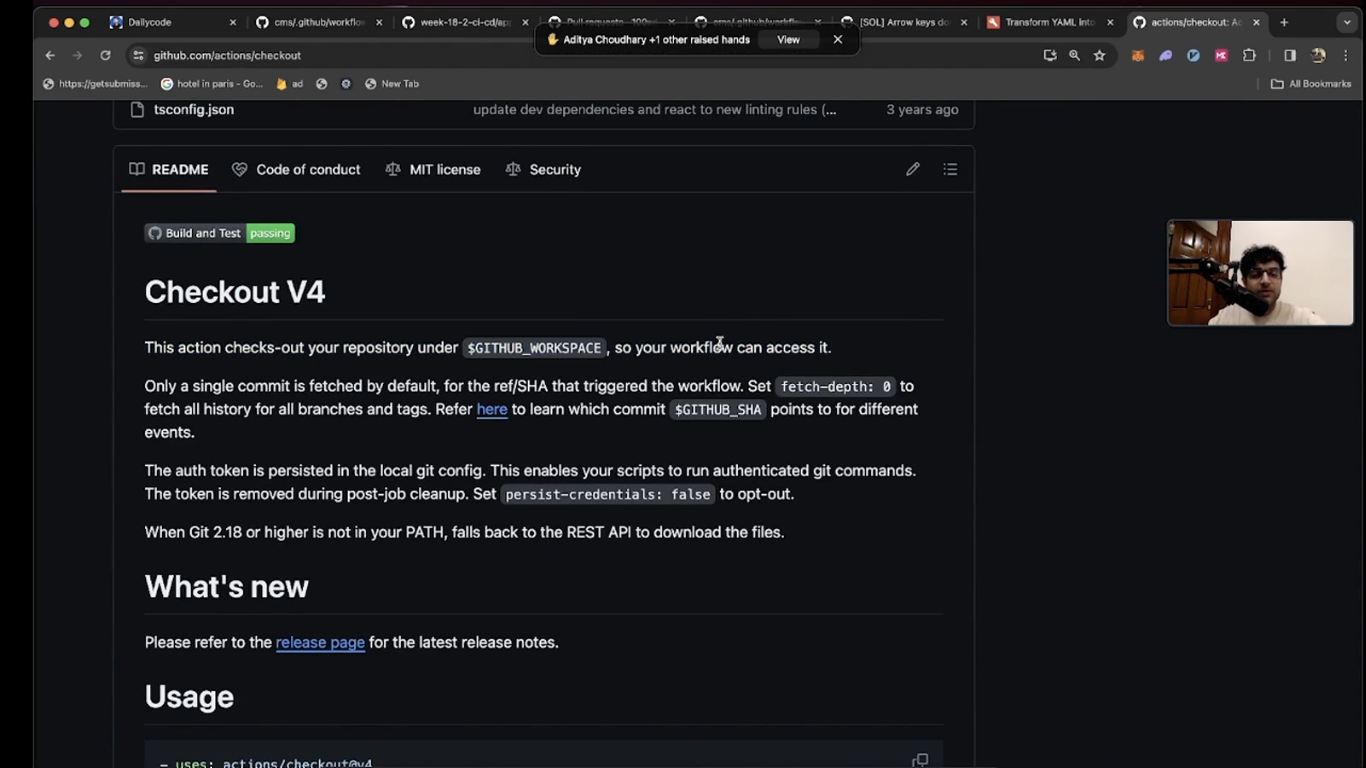 Dailycode
cms/.github/workflow
week-18-2-ci-cd/ap
Pull requests · 100x
cms/.github/workflow
[SOL] Arrow keys do
Transform YAML into
actions/checkout: Ac
Aditya Choudhary +1 other raised hands
View
github.com/actions/checkout
https://getsubmiss...
hotel in paris - Go...
ad
New Tab
All Bookmarks
tsconfig.json
update dev dependencies and react to new linting rules (...
3 years ago
README
Code of conduct
MIT license
Security
Build and Test passing
Checkout V4
This action checks-out your repository under $GITHUB_WORKSPACE, so your workflow can access it.
Only a single commit is fetched by default, for the ref/SHA that triggered the workflow. Set fetch-depth: 0 to
fetch all history for all branches and tags. Refer here to learn which commit $GITHUB_SHA points to for different
events.
The auth token is persisted in the local git config. This enables your scripts to run authenticated git commands.
The token is removed during post-job cleanup. Set persist-credentials: false to opt-out.
When Git 2.18 or higher is not in your PATH, falls back to the REST API to download the files.
What's new
Please refer to the release page for the latest release notes.
Usage
- uses: actions/checkout@v4